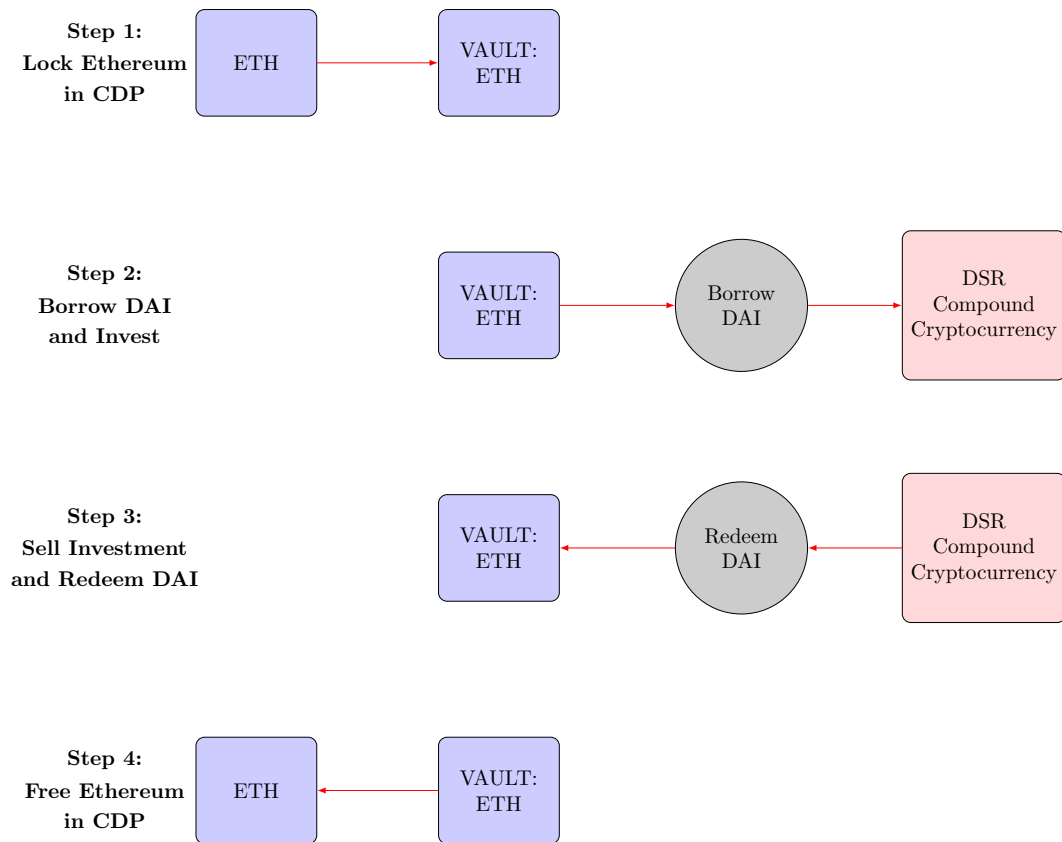 Step 1:
Lock Ethereum
in CDP
ETH
VAULT:
ETH
Step 2:
Borrow DAI
and Invest
VAULT:
ETH
Borrow
DAI
DSR
Compound
Cryptocurrency
Step 3:
Sell Investment
and Redeem DAI
VAULT:
ETH
Redeem
DAI
DSR
Compound
Cryptocurrency
Step 4:
Free Ethereum
in CDP
ETH
VAULT:
ETH